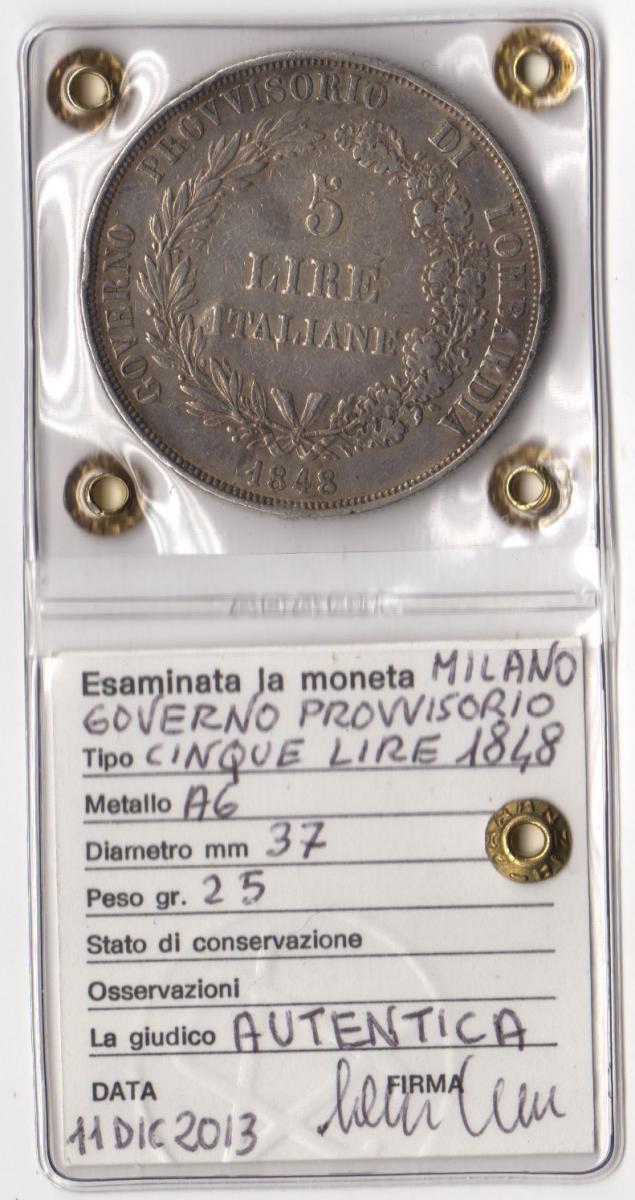 GOVERNO PROVVISORIO DI LOMBARDIA
5
LIRE
ITALIANE
1848
Esaminata la moneta MILANO
GOVERNO PROVVISORIO
Tipo CINQUE LIRE 1848
Metallo AG
Diametro mm 37
Peso gr. 25
Stato di conservazione
Osservazioni
La giudico AUTENTICA
DATA FIRMA
11 DIC 2013